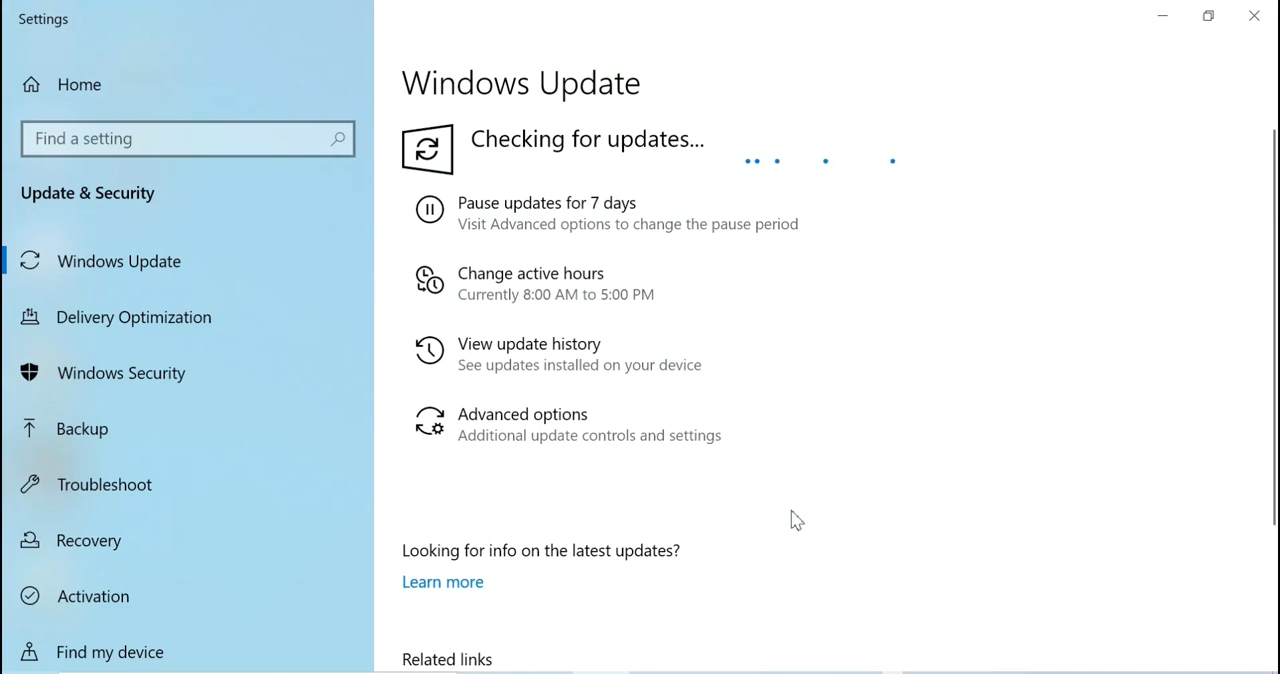 Settings
Home
Find a setting
Update & Security
Windows Update
Delivery Optimization
Windows Security
Backup
Troubleshoot
Recovery
Activation
Find my device
Windows Update
Checking for updates...
Pause updates for 7 days
Visit Advanced options to change the pause period
Change active hours
Currently 8:00 AM to 5:00 PM
View update history
See updates installed on your device
Advanced options
Additional update controls and settings
Looking for info on the latest updates?
Learn more
Related links